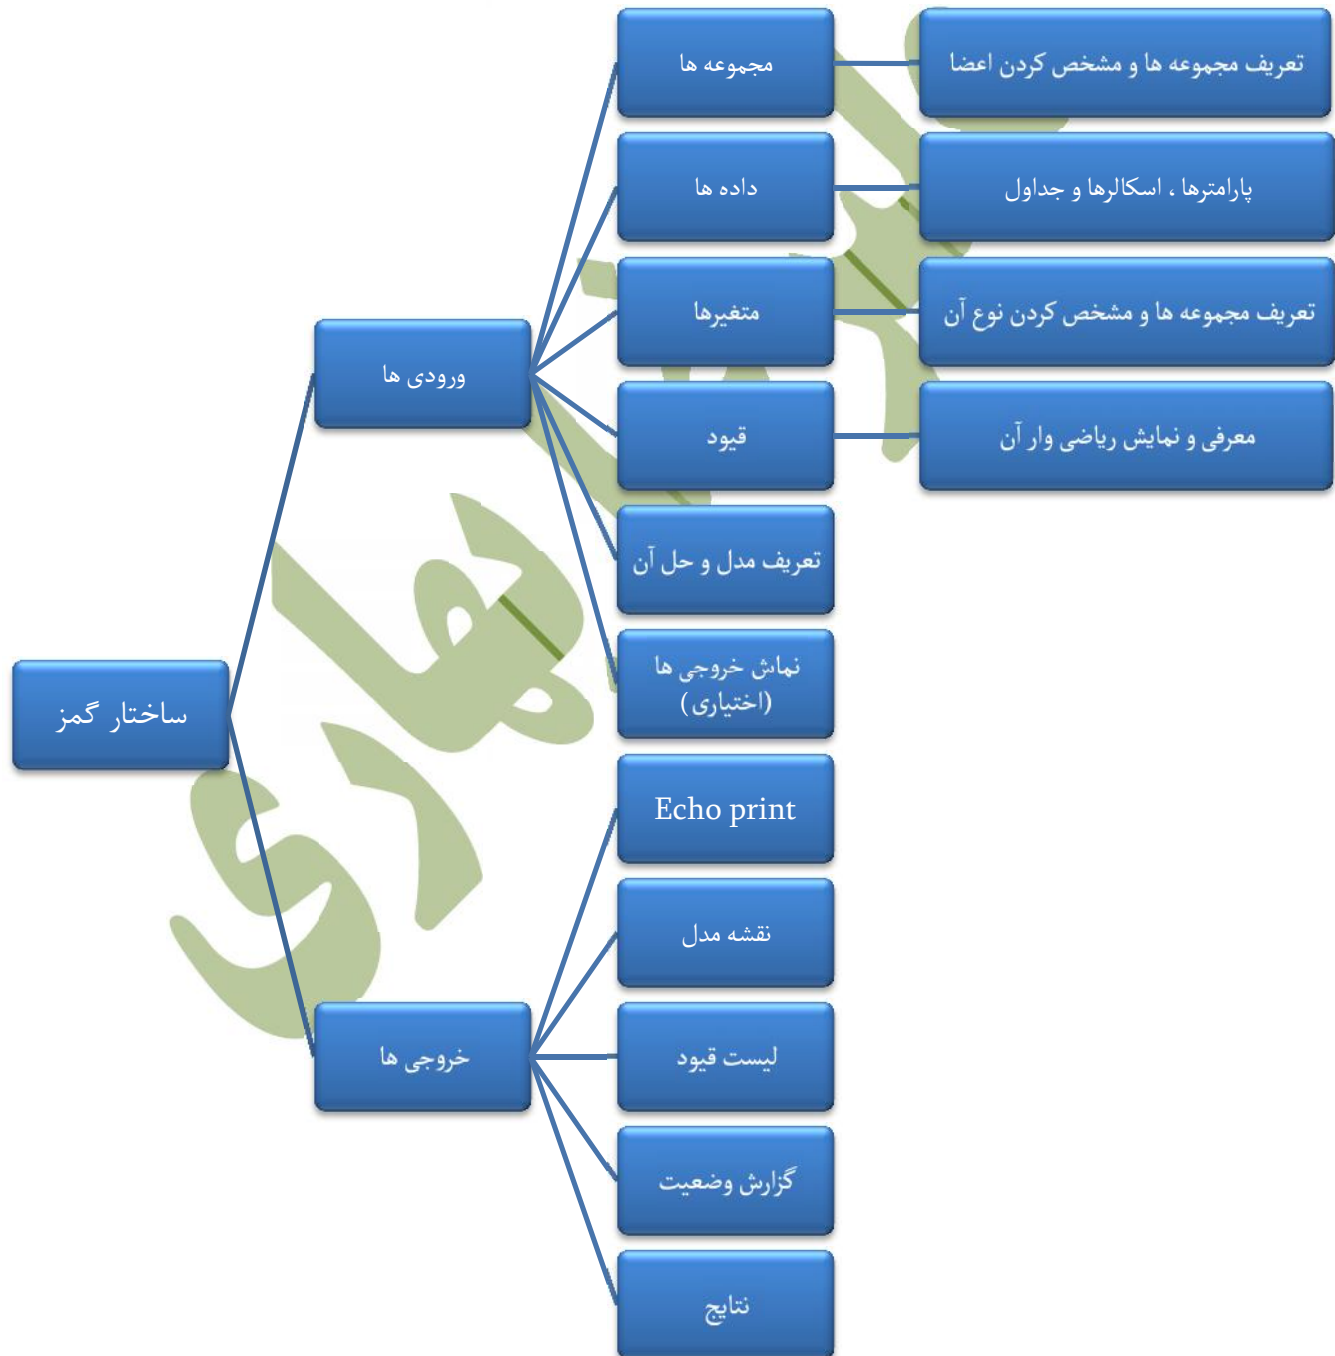 ساختار گمز
ورودی ها
مجموعه ها
تعریف مجموعه ها و مشخص کردن اعضا
داده ها
پارامترها ، اسکالرها و جداول
متغیرها
تعریف مجموعه ها و مشخص کردن نوع آن
قیود
معرفی و نمایش ریاضی وار آن
تعریف مدل و حل آن
نماش خروجی ها
(اختیاری)
خروجی ها
Echo print
نقشه مدل
لیست قیود
گزارش وضعیت
نتایج